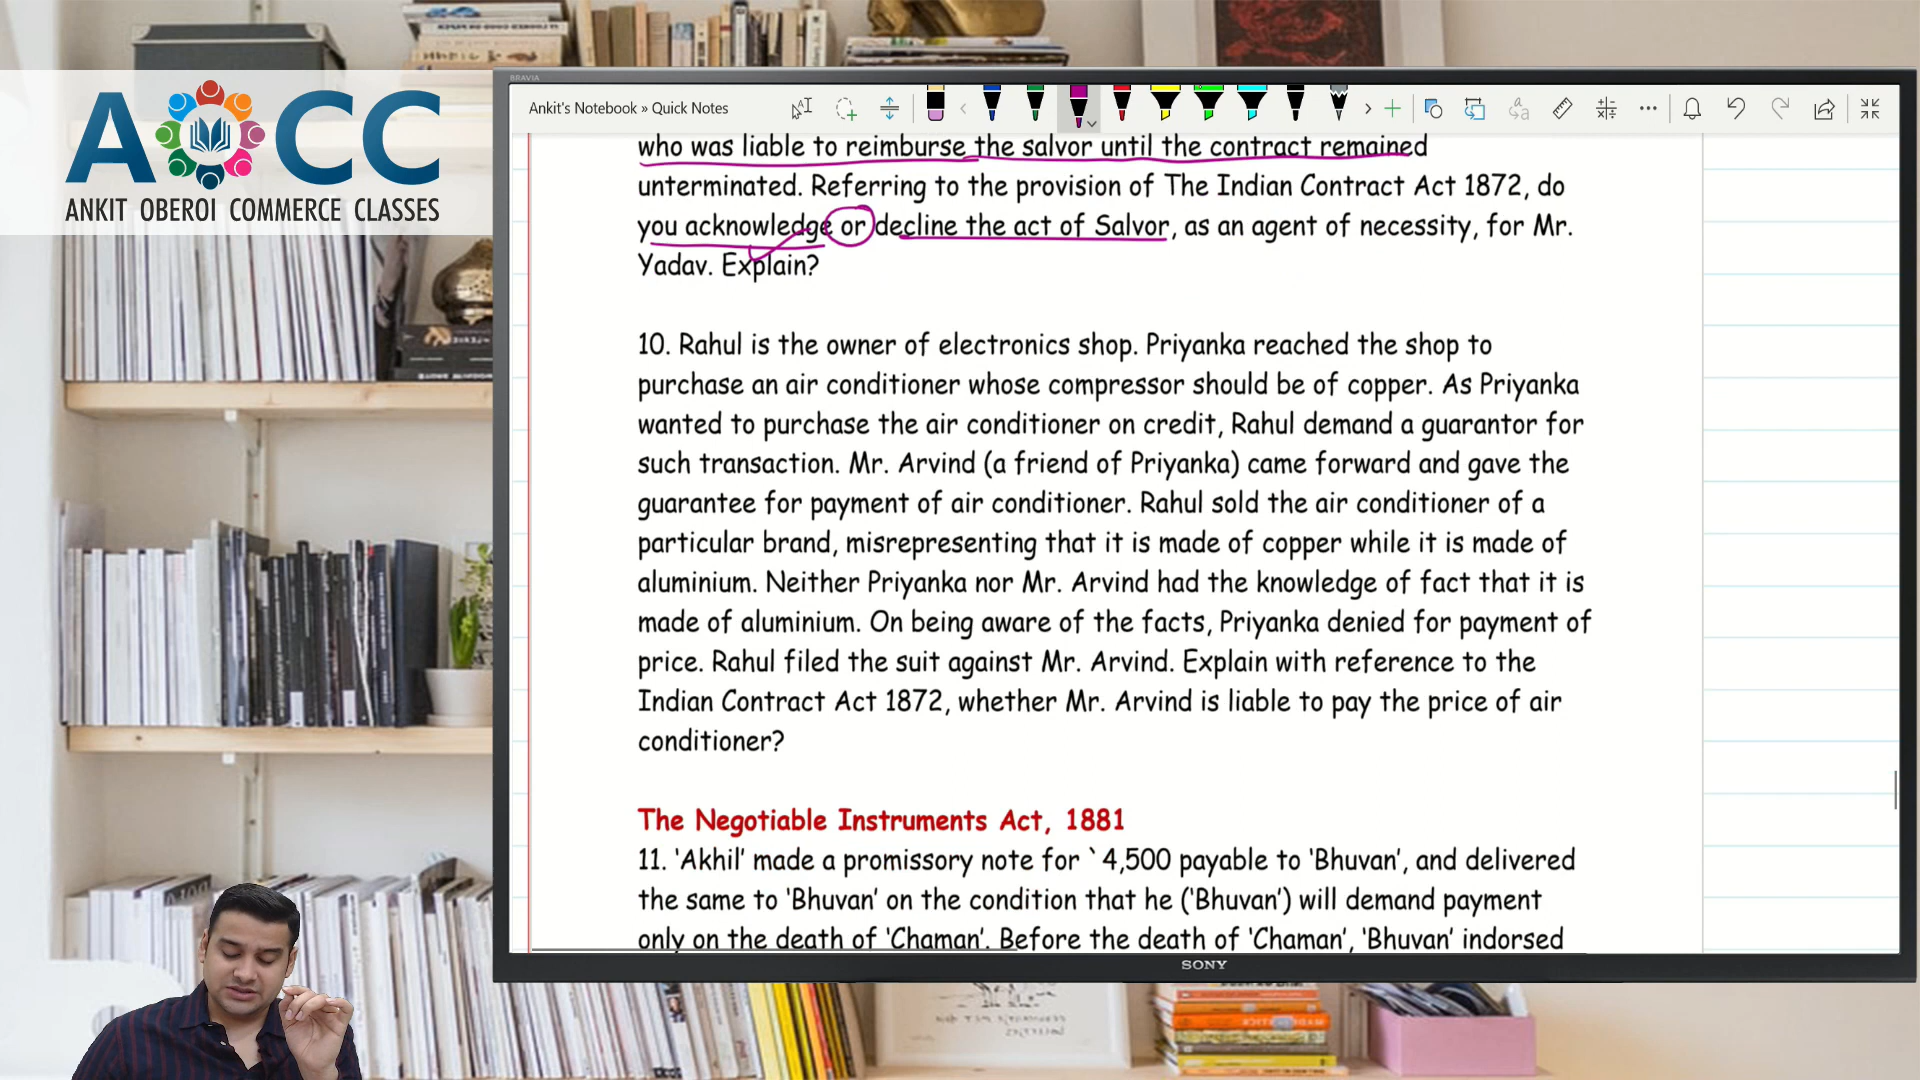 AOCC
ANKIT OBEROI COMMERCE CLASSES
BRAVIA
Ankit's Notebook » Quick Notes
who was liable to reimburse the salvor until the contract remained
unterminated. Referring to the provision of The Indian Contract Act 1872, do
you acknowledge or decline the act of Salvor, as an agent of necessity, for Mr.
Yadav. Explain?
10. Rahul is the owner of electronics shop. Priyanka reached the shop to
purchase an air conditioner whose compressor should be of copper. As Priyanka
wanted to purchase the air conditioner on credit, Rahul demand a guarantor for
such transaction. Mr. Arvind (a friend of Priyanka) came forward and gave the
guarantee for payment of air conditioner. Rahul sold the air conditioner of a
particular brand, misrepresenting that it is made of copper while it is made of
aluminium. Neither Priyanka nor Mr. Arvind had the knowledge of fact that it is
made of aluminium. On being aware of the facts, Priyanka denied for payment of
price. Rahul filed the suit against Mr. Arvind. Explain with reference to the
Indian Contract Act 1872, whether Mr. Arvind is liable to pay the price of air
conditioner?
The Negotiable Instruments Act, 1881
11. ‘Akhil’ made a promissory note for ` 4,500 payable to ‘Bhuvan’, and delivered
the same to ‘Bhuvan’ on the condition that he (‘Bhuvan’) will demand payment
only on the death of ‘Chaman’. Before the death of ‘Chaman’, ‘Bhuvan’ indorsed
SONY